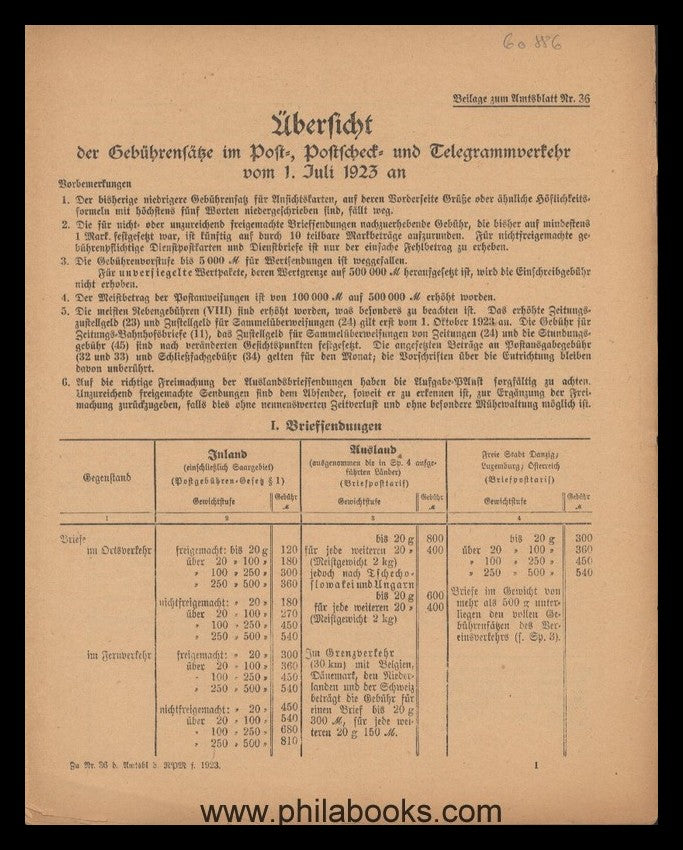 60 886
Beilage zum Amtsblatt Nr. 36
Übersicht
der Gebührensätze im Post-, Postscheck- und Telegrammverkehr
vom 1. Juli 1923 an
Vorbemerkungen
1. Der bisherige niedrigere Gebührensatz für Ansichtskarten, auf deren Vorderseite Grüße oder ähnliche Höflichkeits-
formeln mit höchstens fünf Worten niedergeschrieben sind, fällt weg.
2. Die für nicht- oder unzureichend freigemachte Briefsendungen nachzuerhebende Gebühr, die bisher auf mindestens
1 Mark festgesetzt war, ist künftig auf durch 10 teilbare Markbeträge aufzurunden. Für nichtfreigemachte ge-
bührenpflichtige Dienstpostkarten und Dienstbriefe ist nur der einfache Fehlbetrag zu erheben.
3. Die Gebührenvorstufe bis 5 000 ℳ für Wertsendungen ist weggefallen.
Für unversiegelte Wertpakete, deren Wertgrenze auf 500 000 ℳ heraufgesetzt ist, wird die Einschreibgebühr
nicht erhoben.
4. Der Meistbetrag der Postanweisungen ist von 100 000 ℳ auf 500 000 ℳ erhöht worden.
5. Die meisten Nebengebühren (VIII) sind erhöht worden, was besonders zu beachten ist. Das erhöhte Zeitungs-
zustellgeld (23) und Zustellgeld für Sammelüberweisungen (24) gilt erst vom 1. Oktober 1923 an. Die Gebühr für
Zeitungs-Bahnhofsbriefe (11), das Zustellgeld für Sammelüberweisungen von Zeitungen (24) und die Stundungs-
gebühr (45) sind nach veränderten Gesichtspunkten festgesetzt. Die angesetzten Beträge an Postausgabegebühr
(32 und 33) und Schließfachgebühr (34) gelten für den Monat; die Vorschriften über die Entrichtung bleiben
davon unberührt.
6. Auf die richtige Freimachung der Auslandsbriefsendungen haben die Aufgabe-PAnst sorgfältig zu achten.
Unzureichend freigemachte Sendungen sind dem Absender, soweit er zu erkennen ist, zur Ergänzung der Frei-
machung zurückzugeben, falls dies ohne nennenswerten Zeitverlust und ohne besondere Mühewaltung möglich ist.
I. Briefsendungen
Gegenstand
Inland
(einschließlich Saargebiet)
(Postgebühren-Gesetz § 1)
Gewichtstufe
Gebühr
ℳ
Ausland
(ausgenommen die in Sp. 4 aufge-
führten Länder)
(Briefposttarif)
Gewichtstufe
Gebühr
ℳ
Freie Stadt Danzig;
Luxemburg; Österreich
(Briefposttarif)
Gewichtstufe
Gebühr
ℳ
1 2 3 4
Briefe
im Ortsverkehr
freigemacht: bis 20 g 120
über 20 " 100 " 180
" 100 " 250 " 300
" 250 " 500 " 360
nichtfreigemacht: " 20 " 180
über 20 " 100 " 270
" 100 " 250 " 450
" 250 " 500 " 540
im Fernverkehr
freigemacht: " 20 " 300
über 20 " 100 " 360
" 100 " 250 " 450
" 250 " 500 " 540
nichtfreigemacht: " 20 " 450
über 20 " 100 " 540
" 100 " 250 " 680
" 250 " 500 " 810
bis 20 g 800
für jede weiteren 20 " 400
(Meistgewicht 2 kg)
jedoch nach Tschecho-
slowakei und Ungarn
bis 20 g 600
für jede weiteren 20 " 400
(Meistgewicht 2 kg)
Im Grenzverkehr
(30 km) mit Belgien,
Dänemark, den Nieder-
landen und der Schweiz
beträgt die Gebühr für
einen Brief bis 20 g
300 ℳ, für jede wei-
teren 20 g 150 ℳ.
bis 20 g 300
über 20 " 100 " 360
" 100 " 250 " 450
" 250 " 500 " 540
Briefe im Gewicht von
mehr als 500 g unter-
liegen den vollen Ge-
bührensätzen des Ver-
einsverkehrs (s. Sp. 3).
Zu Nr. 36 d. Amtsbl d. RPM f. 1923.
1
www.philabooks.com